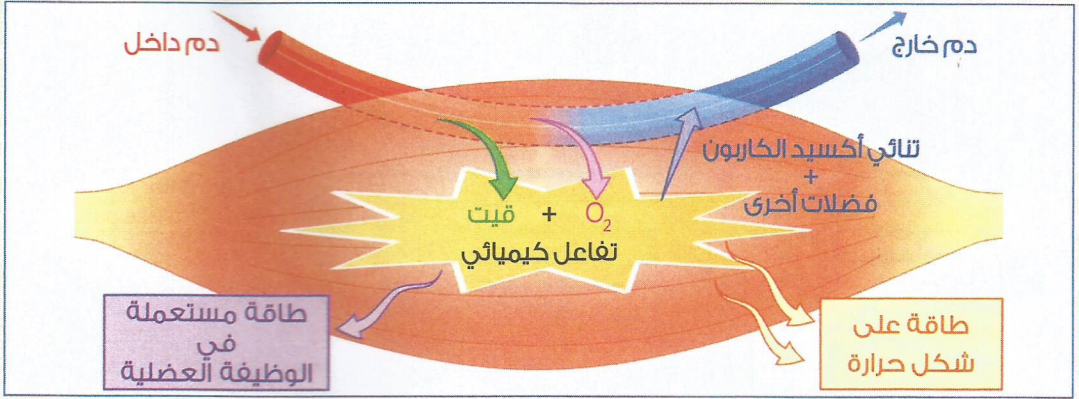 دم داخل
دم خارج
تنائي أكسيد الكاربون
+
فضلات أخرى
قيت + O₂
تفاعل كيميائي
طاقة مستعملة
في
الوظيفة العضلية
طاقة على
شكل حرارة